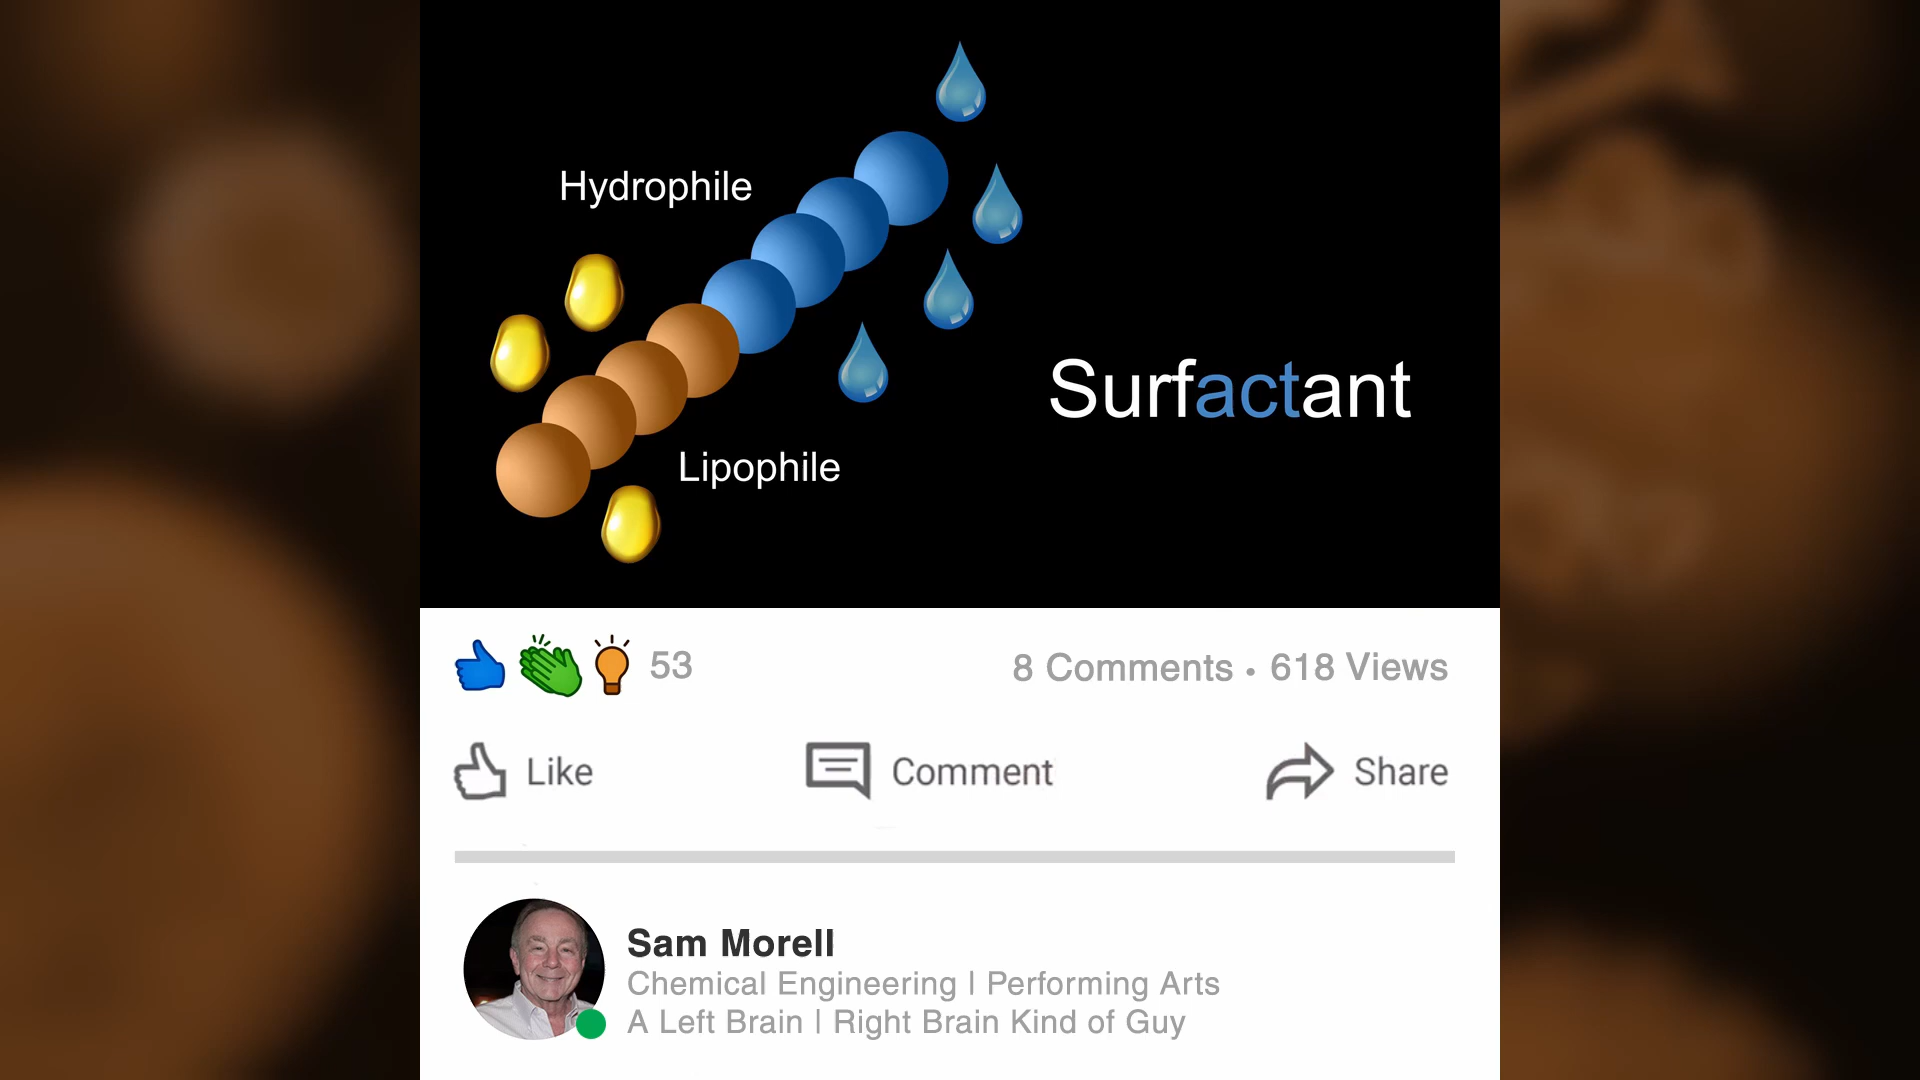 Hydrophile
Surfactant
Lipophile
53
8 Comments • 618 Views
Like
Comment
Share
Sam Morell
Chemical Engineering | Performing Arts
A Left Brain | Right Brain Kind of Guy